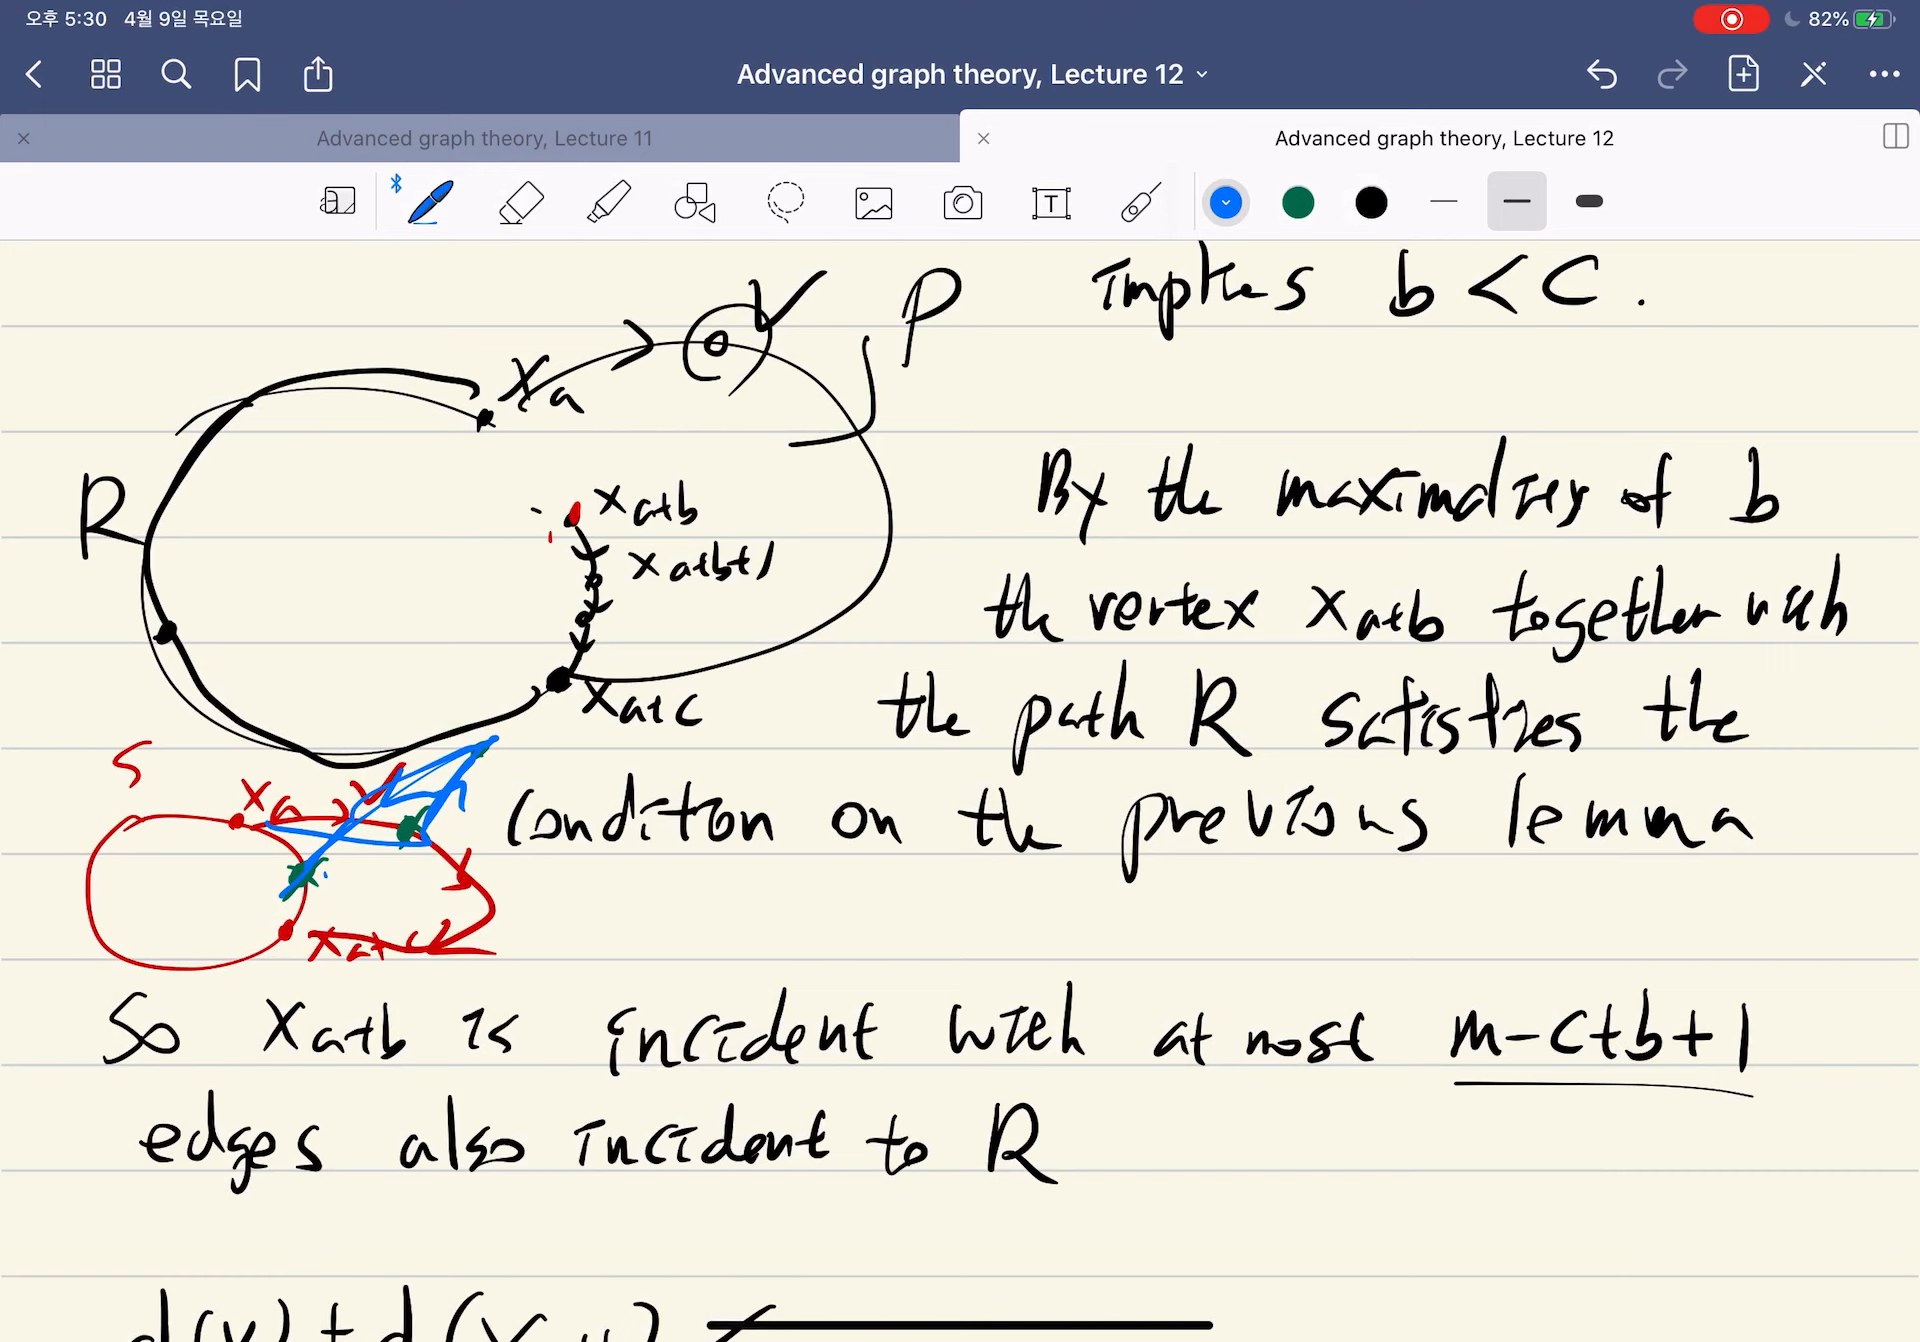 오후 5:30 4월 9일 목요일
82%
Advanced graph theory, Lecture 12
Advanced graph theory, Lecture 11
Advanced graph theory, Lecture 12
implies b < c .
v P
xa
R
xa+b
xa+b+1
xa+c
By the maximality of b
the vertex xa+b together with
the path R satisfies the
condition on the previous lemma
S
xa v
xa+c
So xa+b is incident with at most m-c+b+1
edges also incident to R